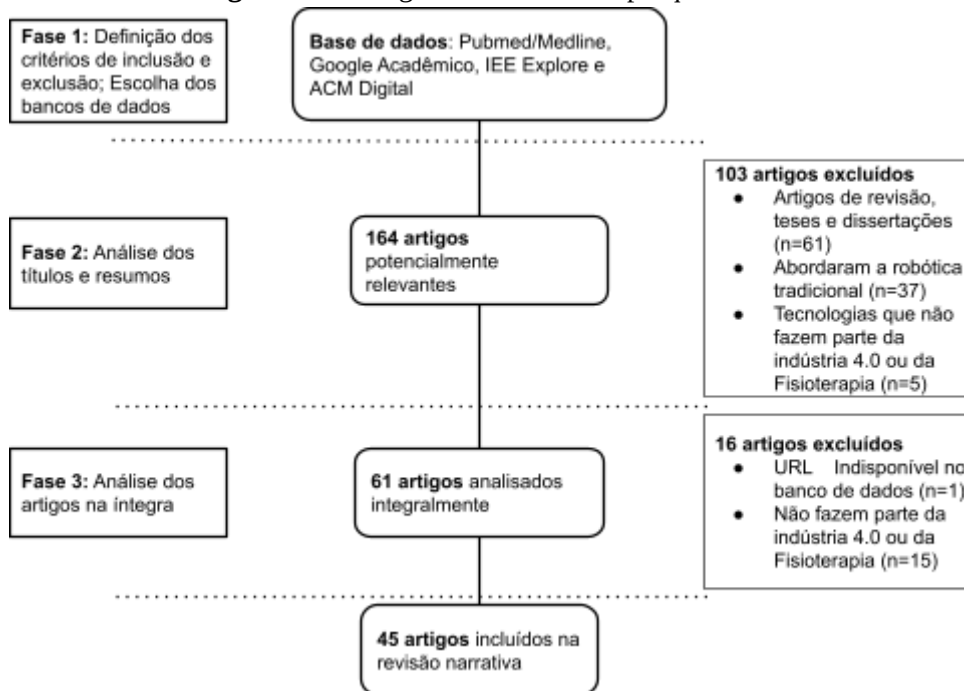 Fase 1: Definição dos
critérios de inclusão e
exclusão; Escolha dos
bancos de dados
Base de dados: Pubmed/Medline,
Google Acadêmico, IEE Explore e
ACM Digital
103 artigos excluídos
● Artigos de revisão,
teses e dissertações
(n=61)
● Abordaram a robótica
tradicional (n=37)
● Tecnologias que não
fazem parte da
indústria 4.0 ou da
Fisioterapia (n=5)
Fase 2: Análise dos
títulos e resumos
164 artigos
potencialmente
relevantes
Fase 3: Análise dos
artigos na íntegra
61 artigos analisados
integralmente
16 artigos excluídos
● URL Indisponível no
banco de dados (n=1)
● Não fazem parte da
indústria 4.0 ou da
Fisioterapia (n=15)
45 artigos incluídos na
revisão narrativa